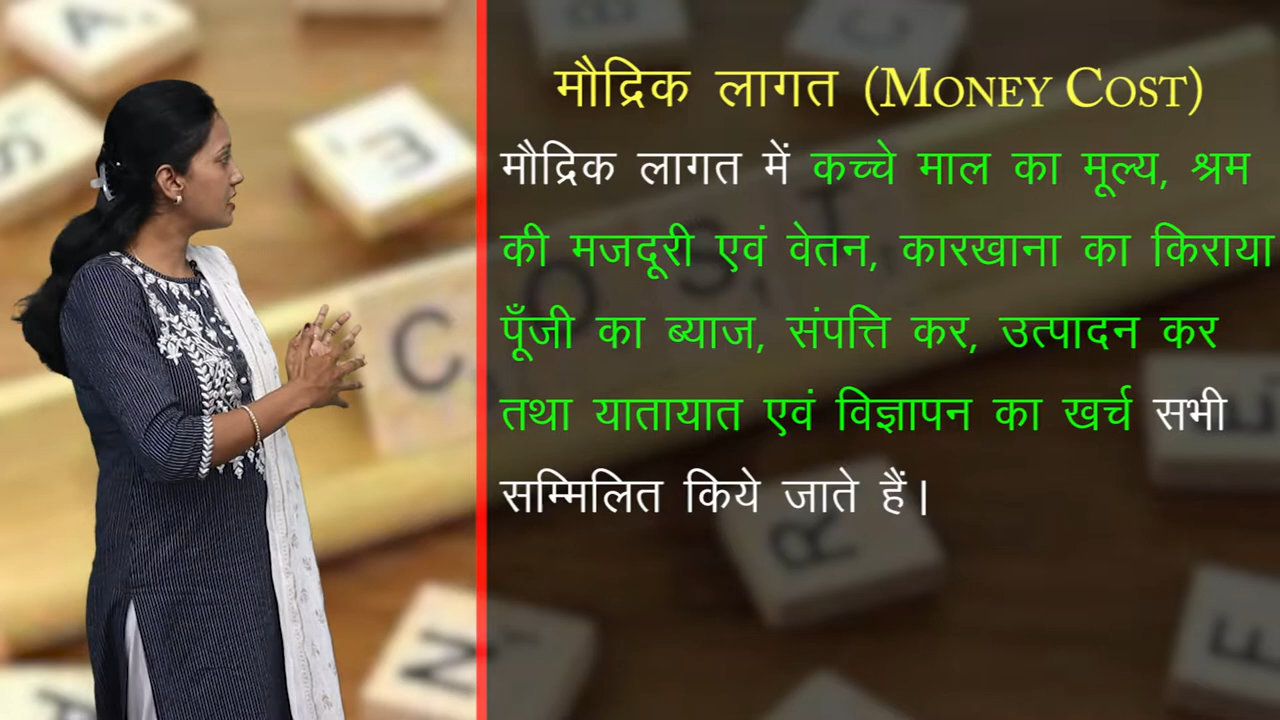 मौद्रिक लागत (MONEY COST)
मौद्रिक लागत में कच्चे माल का मूल्य, श्रम
की मजदूरी एवं वेतन, कारखाना का किराया
पूँजी का ब्याज, संपत्ति कर, उत्पादन कर
तथा यातायात एवं विज्ञापन का खर्च सभी
सम्मिलित किये जाते हैं।
C O S T